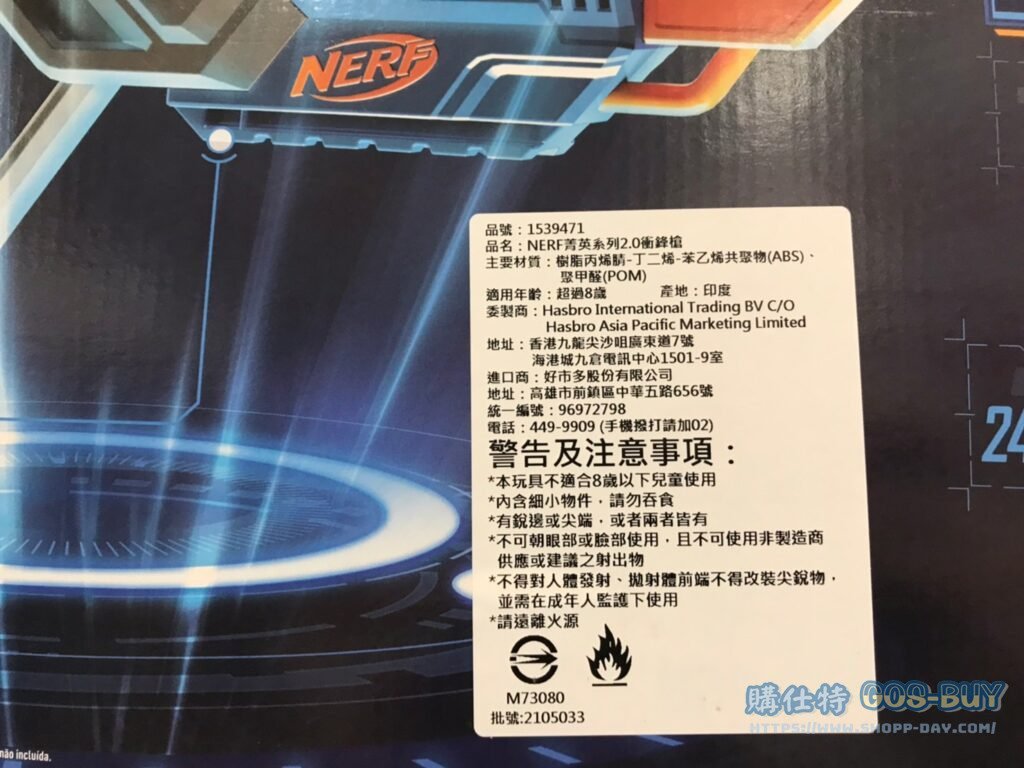 NERF
品號：1539471
品名：NERF菁英系列2.0衝鋒槍
主要材質：樹脂丙烯腈-丁二烯-苯乙烯共聚物(ABS)、
聚甲醛(POM)
適用年齡：超過8歲 產地：印度
委製商：Hasbro International Trading BV C/O
Hasbro Asia Pacific Marketing Limited
地址：香港九龍尖沙咀廣東道7號
海港城九倉電訊中心1501-9室
進口商：好市多股份有限公司
地址：高雄市前鎮區中華五路656號
統一編號：96972798
電話：449-9909 (手機撥打請加02)
警告及注意事項：
*本玩具不適合8歲以下兒童使用
*內含細小物件，請勿吞食
*有銳邊或尖端，或者兩者皆有
*不可朝眼部或臉部使用，且不可使用非製造商
供應或建議之射出物
*不得對人體發射、拋射體前端不得改裝尖銳物，
並需在成年人監護下使用
*請遠離火源
M73080
批號:2105033
24
não incluída.
購仕特 GOS-BUY
HTTPS://WWW.SHOPP-DAY.COM/